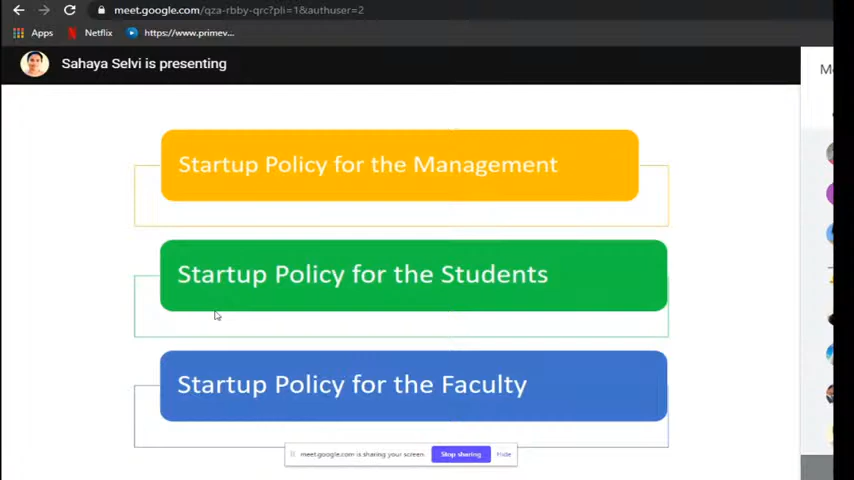 meet.google.com/qza-rbby-qrc?pli=1&authuser=2
Apps Netflix https://www.primev...
Sahaya Selvi is presenting
Startup Policy for the Management
Startup Policy for the Students
Startup Policy for the Faculty
meet.google.com is sharing your screen. Stop sharing Hide